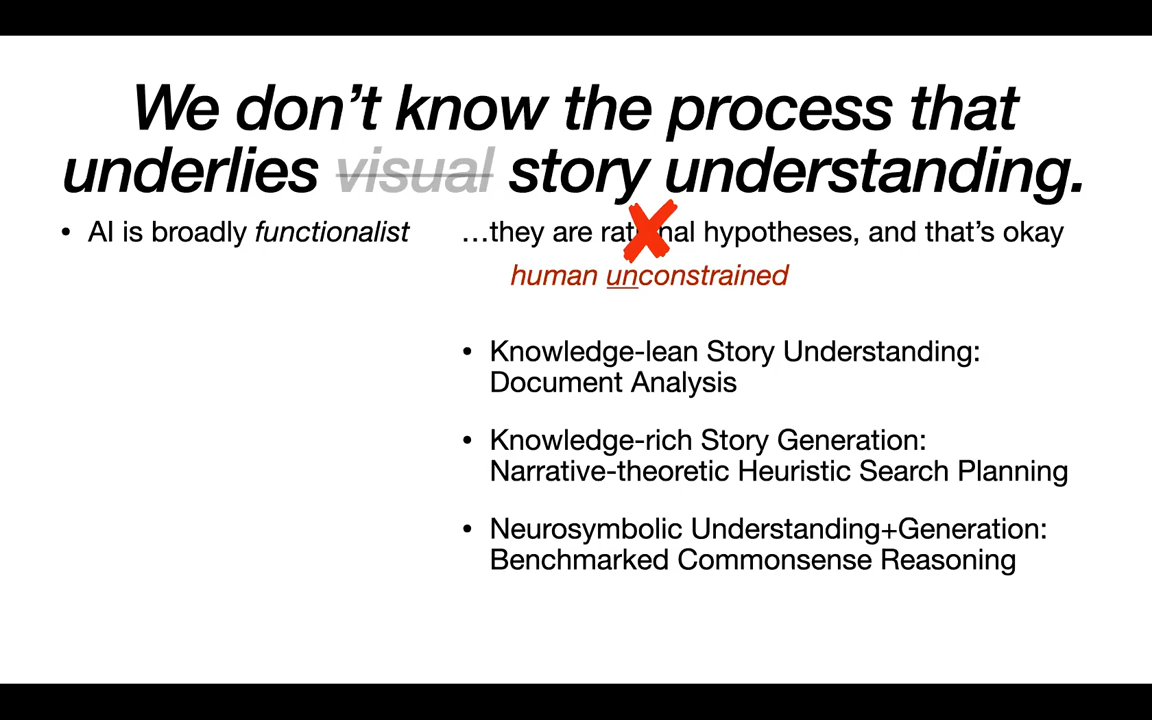 We don’t know the process that
underlies visual story understanding.
• AI is broadly functionalist
…they are rational hypotheses, and that’s okay
human unconstrained
• Knowledge-lean Story Understanding:
Document Analysis
• Knowledge-rich Story Generation:
Narrative-theoretic Heuristic Search Planning
• Neurosymbolic Understanding+Generation:
Benchmarked Commonsense Reasoning